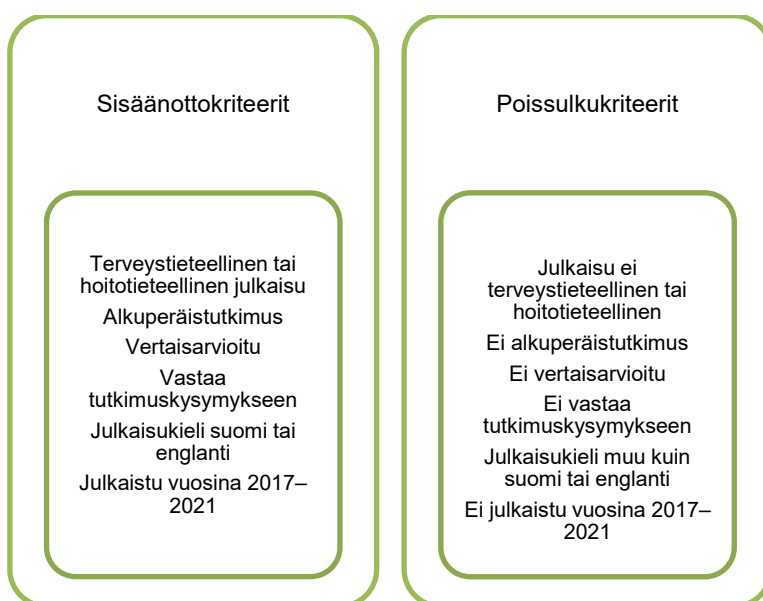 Sisäänottokriteerit
Terveystieteellinen tai
hoitotieteellinen julkaisu
Alkuperäistutkimus
Vertaisarvioitu
Vastaa
tutkimuskysymykseen
Julkaisukieli suomi tai
englanti
Julkaistu vuosina 2017–
2021
Poissulkukriteerit
Julkaisu ei
terveystieteellinen tai
hoitotieteellinen
Ei alkuperäistutkimus
Ei vertaisarvioitu
Ei vastaa
tutkimuskysymykseen
Julkaisukieli muu kuin
suomi tai englanti
Ei julkaistu vuosina 2017–
2021